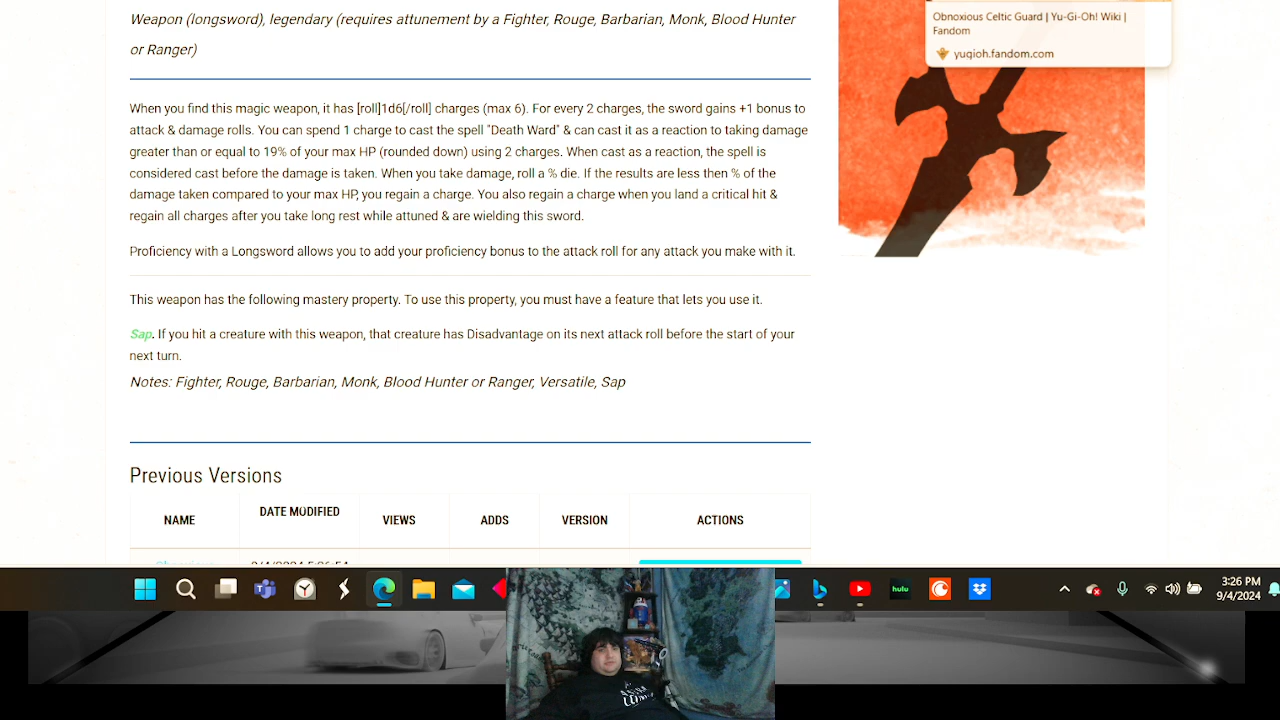 Weapon (longsword), legendary (requires attunement by a Fighter, Rouge, Barbarian, Monk, Blood Hunter
or Ranger)
Obnoxious Celtic Guard | Yu-Gi-Oh! Wiki |
Fandom
yugioh.fandom.com
When you find this magic weapon, it has [roll]1d6[/roll] charges (max 6). For every 2 charges, the sword gains +1 bonus to
attack & damage rolls. You can spend 1 charge to cast the spell "Death Ward" & can cast it as a reaction to taking damage
greater than or equal to 19% of your max HP (rounded down) using 2 charges. When cast as a reaction, the spell is
considered cast before the damage is taken. When you take damage, roll a % die. If the results are less then % of the
damage taken compared to your max HP, you regain a charge. You also regain a charge when you land a critical hit &
regain all charges after you take long rest while attuned & are wielding this sword.
Proficiency with a Longsword allows you to add your proficiency bonus to the attack roll for any attack you make with it.
This weapon has the following mastery property. To use this property, you must have a feature that lets you use it.
Sap. If you hit a creature with this weapon, that creature has Disadvantage on its next attack roll before the start of your
next turn.
Notes: Fighter, Rouge, Barbarian, Monk, Blood Hunter or Ranger, Versatile, Sap
Previous Versions
NAME DATE MODIFIED VIEWS ADDS VERSION ACTIONS
hulu
3:26 PM
9/4/2024